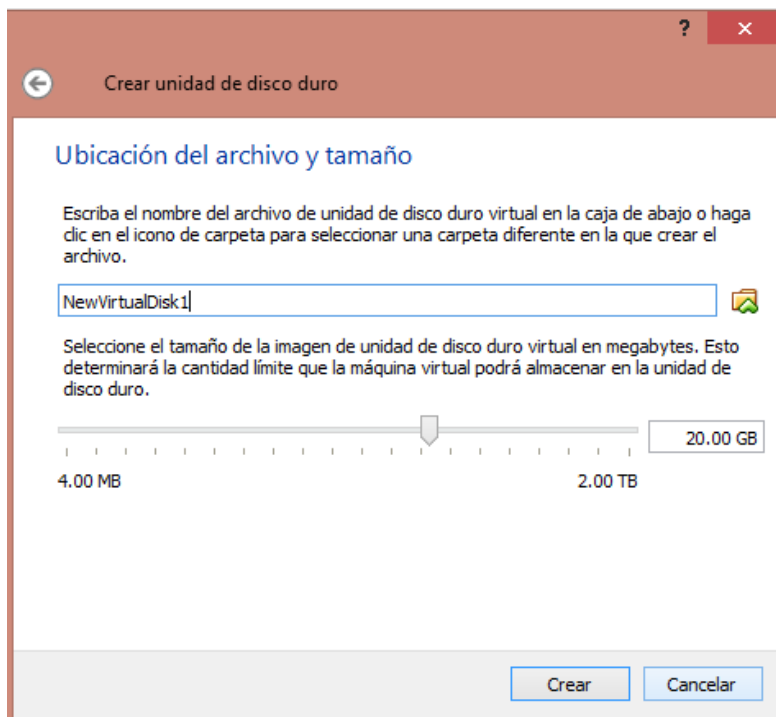 ?
Crear unidad de disco duro
Ubicación del archivo y tamaño
Escriba el nombre del archivo de unidad de disco duro virtual en la caja de abajo o haga
clic en el icono de carpeta para seleccionar una carpeta diferente en la que crear el
archivo.
NewVirtualDisk1
Seleccione el tamaño de la imagen de unidad de disco duro virtual en megabytes. Esto
determinará la cantidad límite que la máquina virtual podrá almacenar en la unidad de
disco duro.
20.00 GB
4.00 MB 2.00 TB
Crear Cancelar